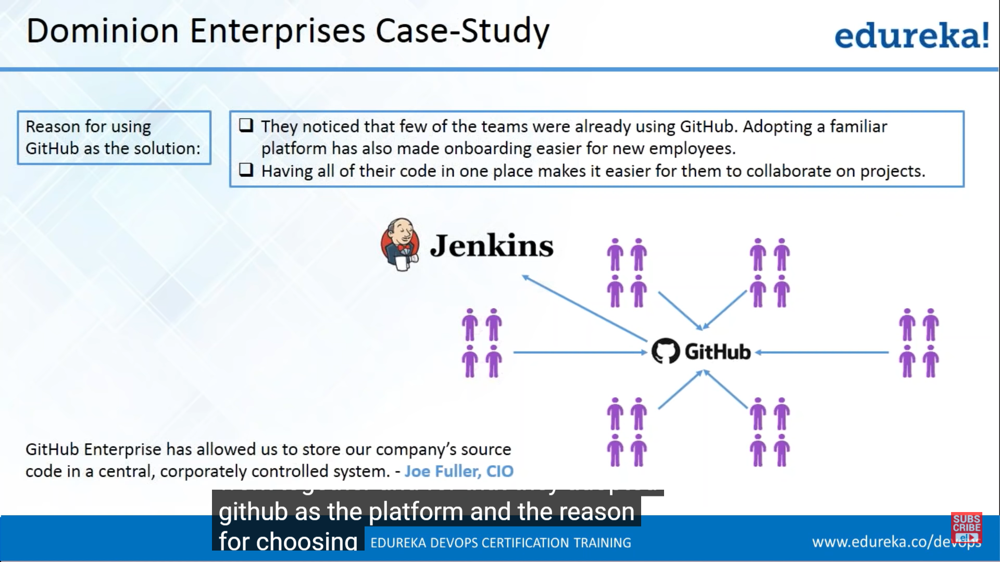 Dominion Enterprises Case-Study
edureka!
Reason for using
GitHub as the solution:
❑ They noticed that few of the teams were already using GitHub. Adopting a familiar
platform has also made onboarding easier for new employees.
❑ Having all of their code in one place makes it easier for them to collaborate on projects.
Jenkins
GitHub
GitHub Enterprise has allowed us to store our company's source
code in a central, corporately controlled system. - Joe Fuller, CIO
github as the platform and the reason
for choosing
EDUREKA DEVOPS CERTIFICATION TRAINING
www.edureka.co/devops
SUBS
CRIBE
e!